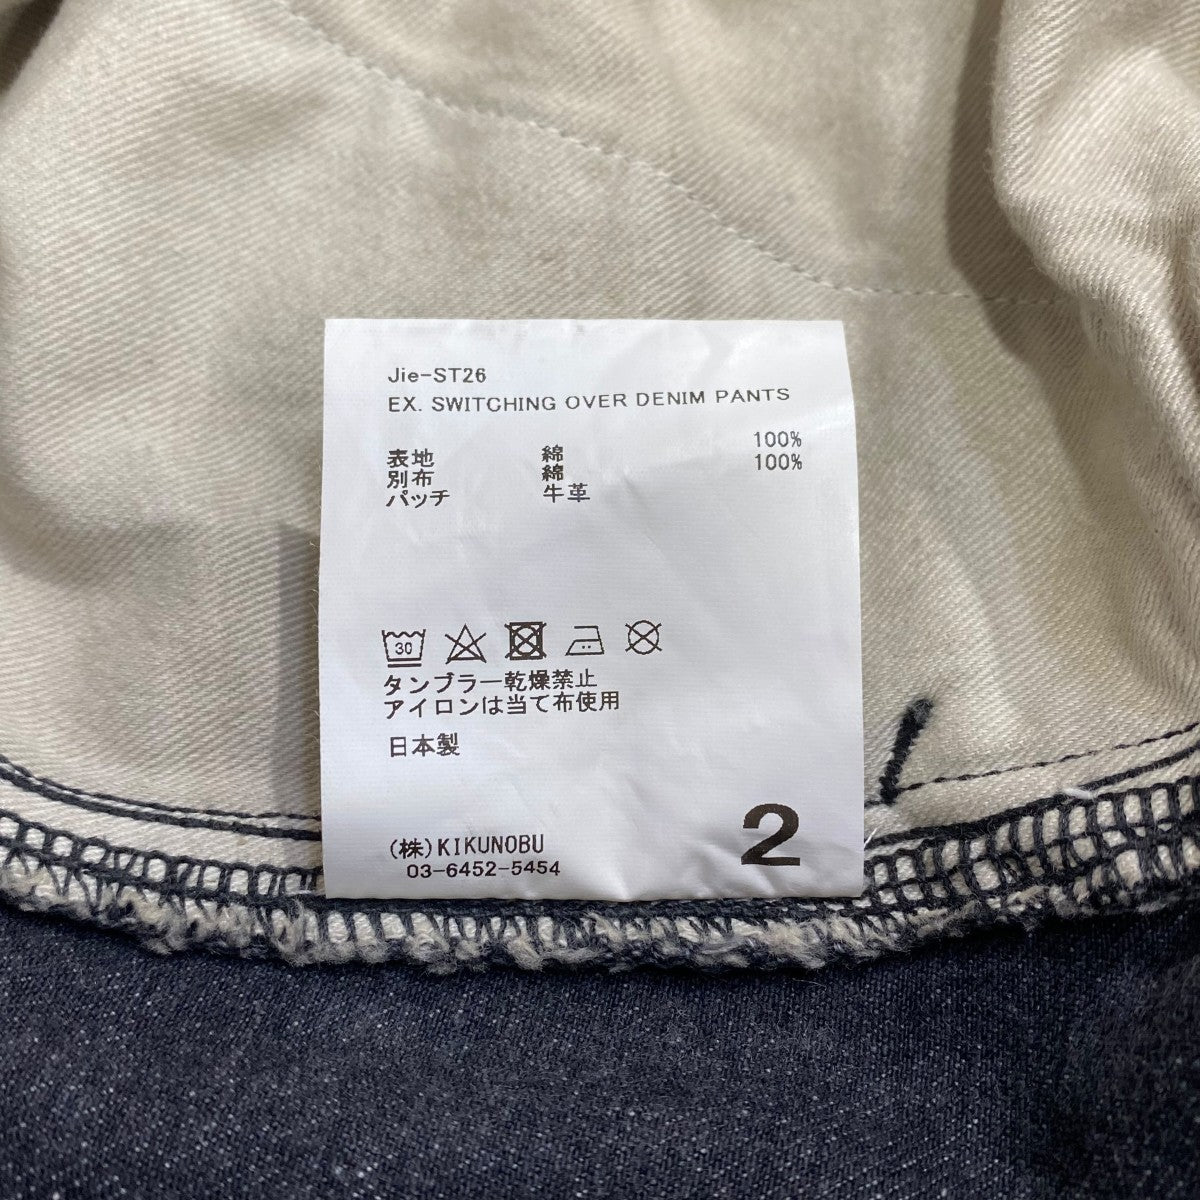 Jie-ST26
EX. SWITCHING OVER DENIM PANTS
表地 綿 100%
別布 綿 100%
パッチ 牛革
30
タンブラー乾燥禁止
アイロンは当て布使用
日本製
2
(株)KIKUNOBU
03-6452-5454